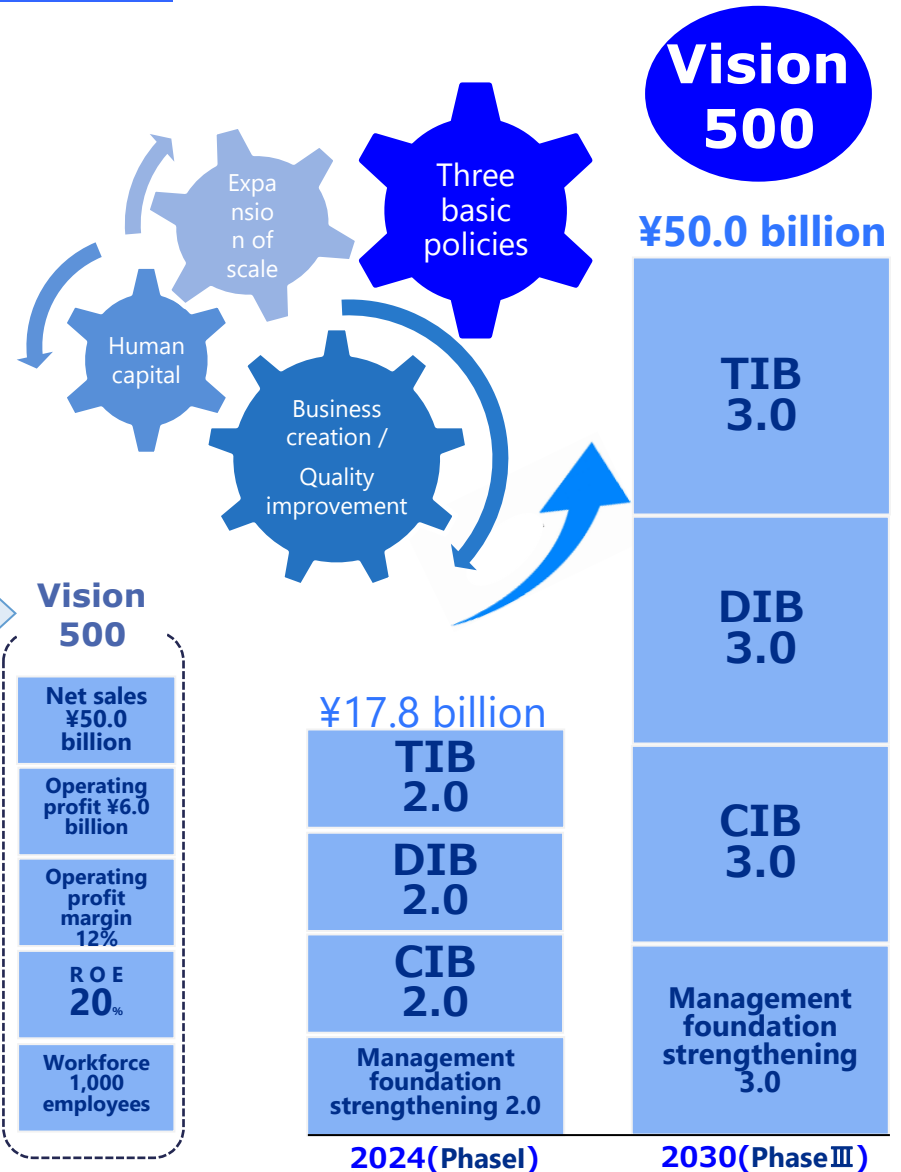 Vision
500
Three
basic
policies
Expa
nsio
n of
scale
Human
capital
Business
creation /
Quality
improvement
¥50.0 billion
TIB
3.0
DIB
3.0
CIB
3.0
Management
foundation
strengthening
3.0
2030(PhaseⅢ)
¥17.8 billion
TIB
2.0
DIB
2.0
CIB
2.0
Management
foundation
strengthening 2.0
2024(PhaseⅠ)
Vision
500
Net sales
¥50.0
billion
Operating
profit ¥6.0
billion
Operating
profit
margin
12%
R O E
20%
Workforce
1,000
employees